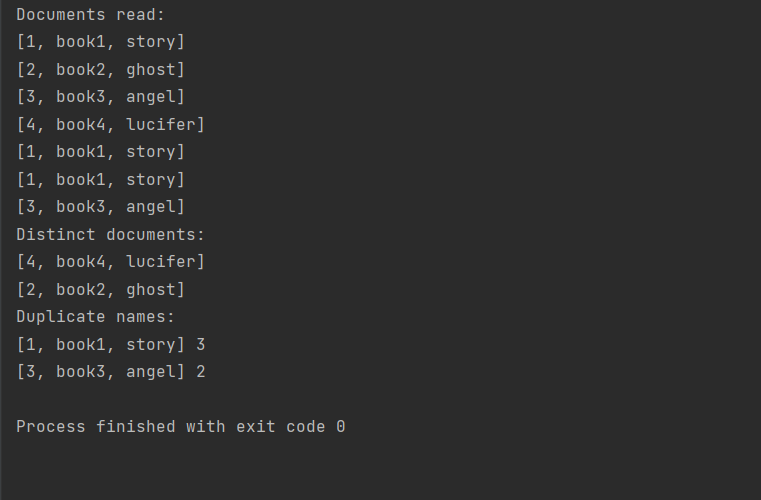 Documents read:
[1, book1, story]
[2, book2, ghost]
[3, book3, angel]
[4, book4, lucifer]
[1, book1, story]
[1, book1, story]
[3, book3, angel]
Distinct documents:
[4, book4, lucifer]
[2, book2, ghost]
Duplicate names:
[1, book1, story] 3
[3, book3, angel] 2
Process finished with exit code 0